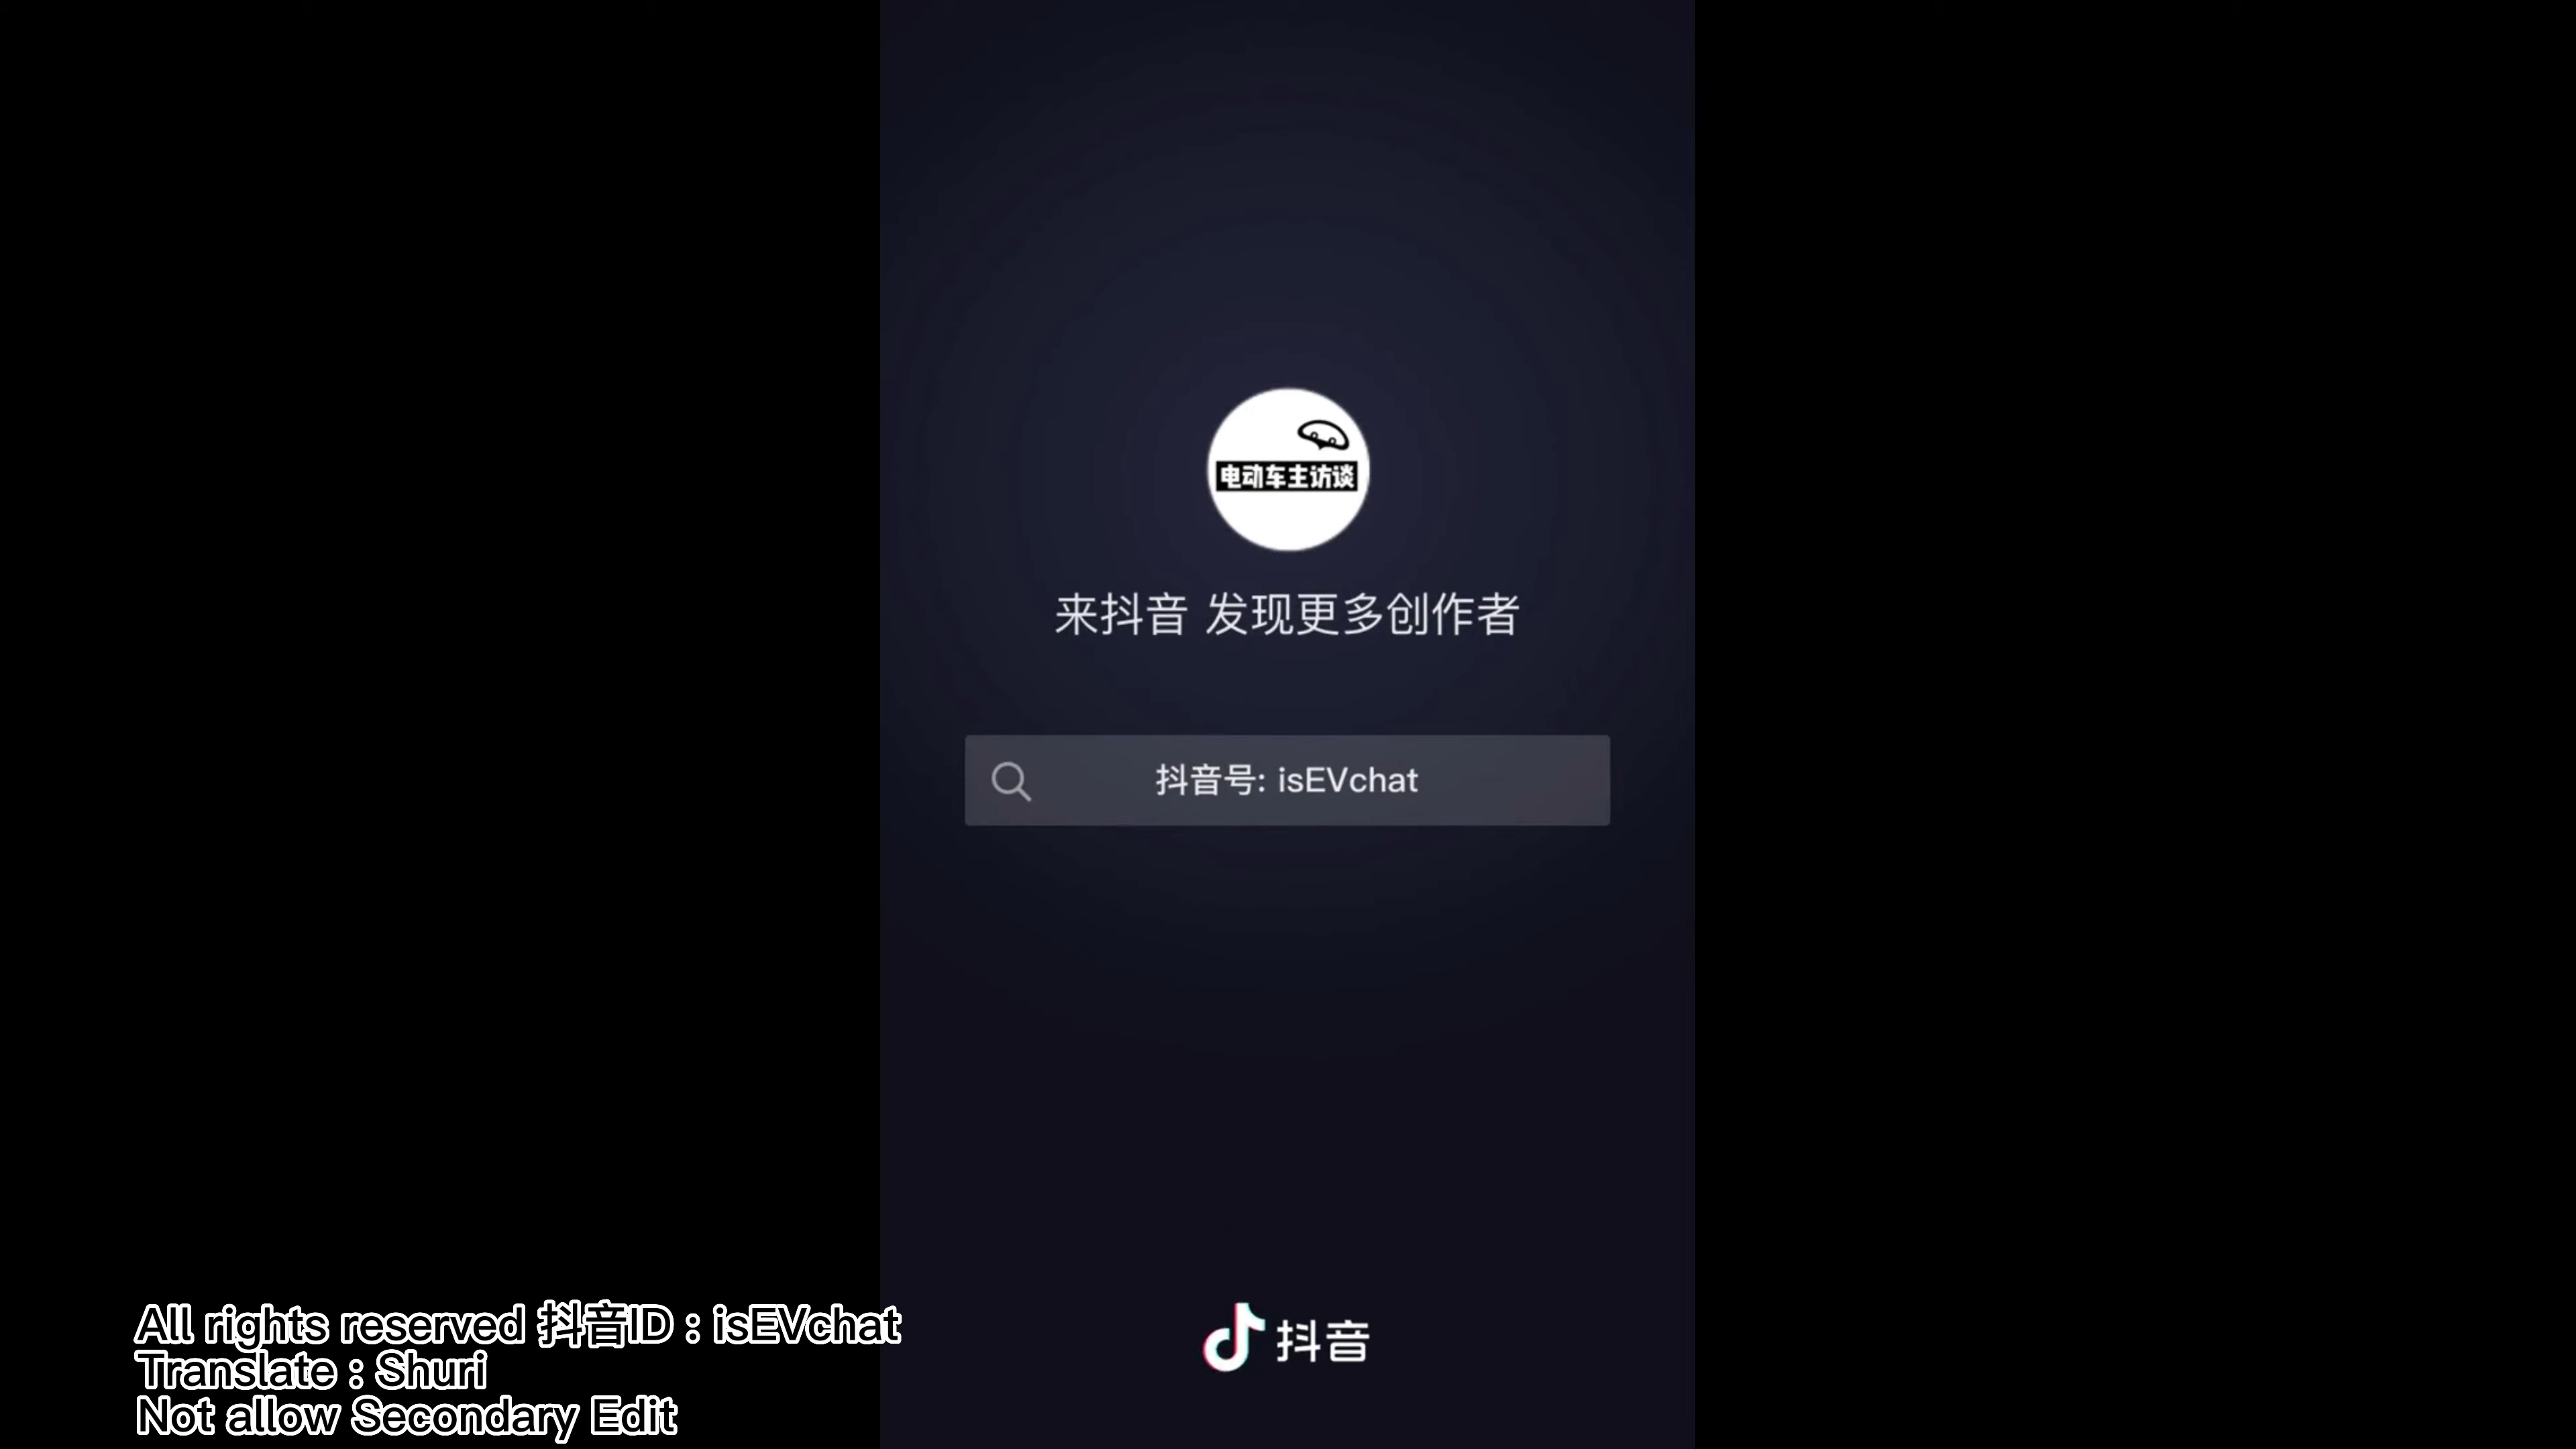 电动车主访谈
来抖音 发现更多创作者
抖音号: isEVchat
抖音
All rights reserved 抖音ID : isEVchat
Translate : Shuri
Not allow Secondary Edit